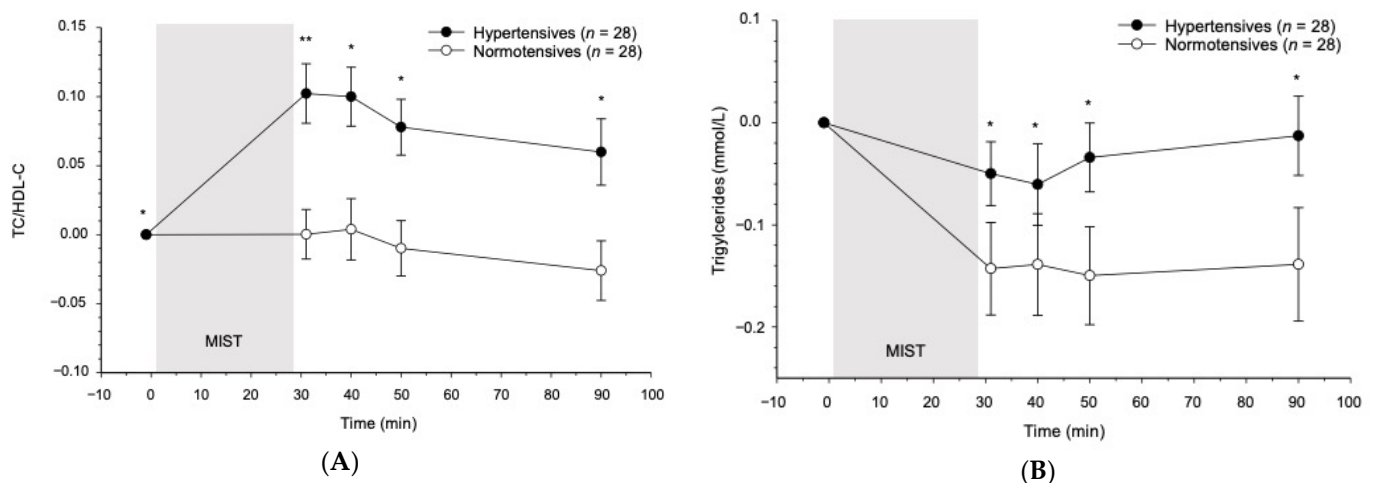 0.15
0.10
0.05
0.00
−0.05
−0.10
TC/HDL-C
** 
*
*
*
*
Hypertensives (n = 28)
Normotensives (n = 28)
MIST
−10 0 10 20 30 40 50 60 70 80 90 100
Time (min)
(A)
0.1
0.0
−0.1
−0.2
Trigylcerides (mmol/L)
*
*
*
*
Hypertensives (n = 28)
Normotensives (n = 28)
MIST
−10 0 10 20 30 40 50 60 70 80 90 100
Time (min)
(B)